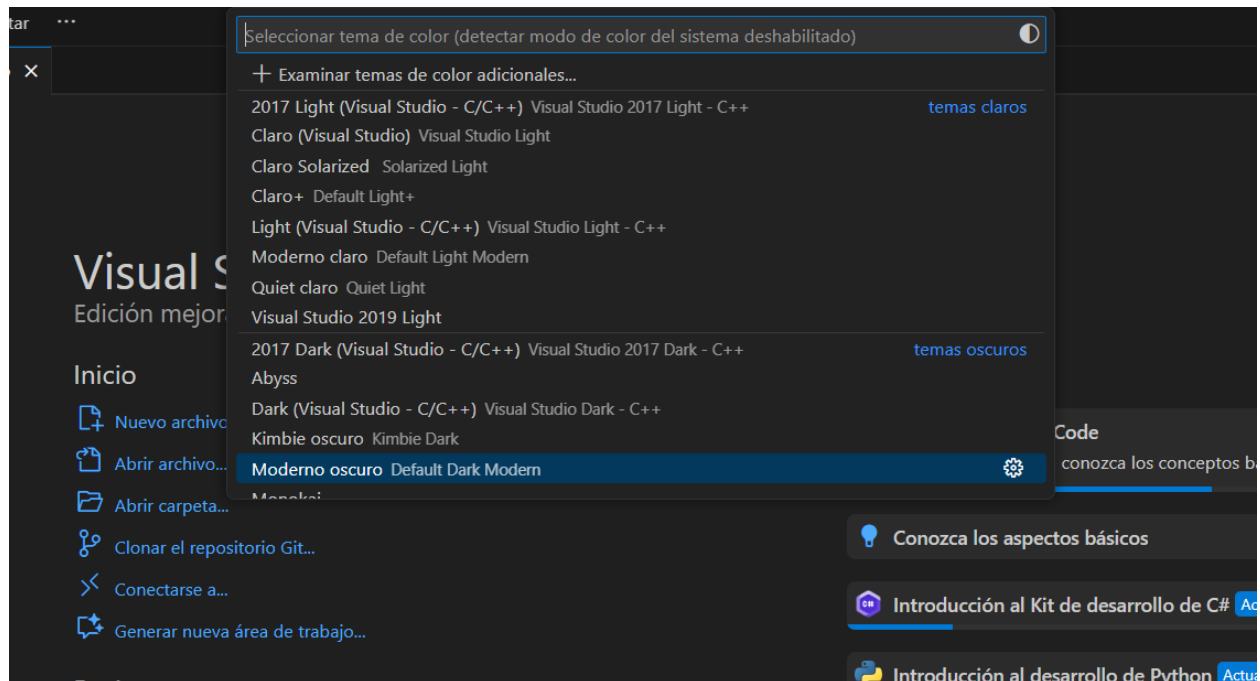 tar ···
Seleccionar tema de color (detectar modo de color del sistema deshabilitado)
Examinar temas de color adicionales...
2017 Light (Visual Studio - C/C++) Visual Studio 2017 Light - C++ temas claros
Claro (Visual Studio) Visual Studio Light
Claro Solarized Solarized Light
Claro+ Default Light+
Light (Visual Studio - C/C++) Visual Studio Light - C++
Moderno claro Default Light Modern
Quiet claro Quiet Light
Visual Studio 2019 Light
2017 Dark (Visual Studio - C/C++) Visual Studio 2017 Dark - C++ temas oscuros
Abyss
Dark (Visual Studio - C/C++) Visual Studio Dark - C++
Kimbie oscuro Kimbie Dark
Moderno oscuro Default Dark Modern
Monokai
Visual S
Edición mejor
Inicio
Nuevo archivo
Abrir archivo...
Abrir carpeta...
Clonar el repositorio Git...
Conectarse a...
Generar nueva área de trabajo...
Code
conozca los conceptos b
Conozca los aspectos básicos
Introducción al Kit de desarrollo de C# Ac
Introducción al desarrollo de Python Actua